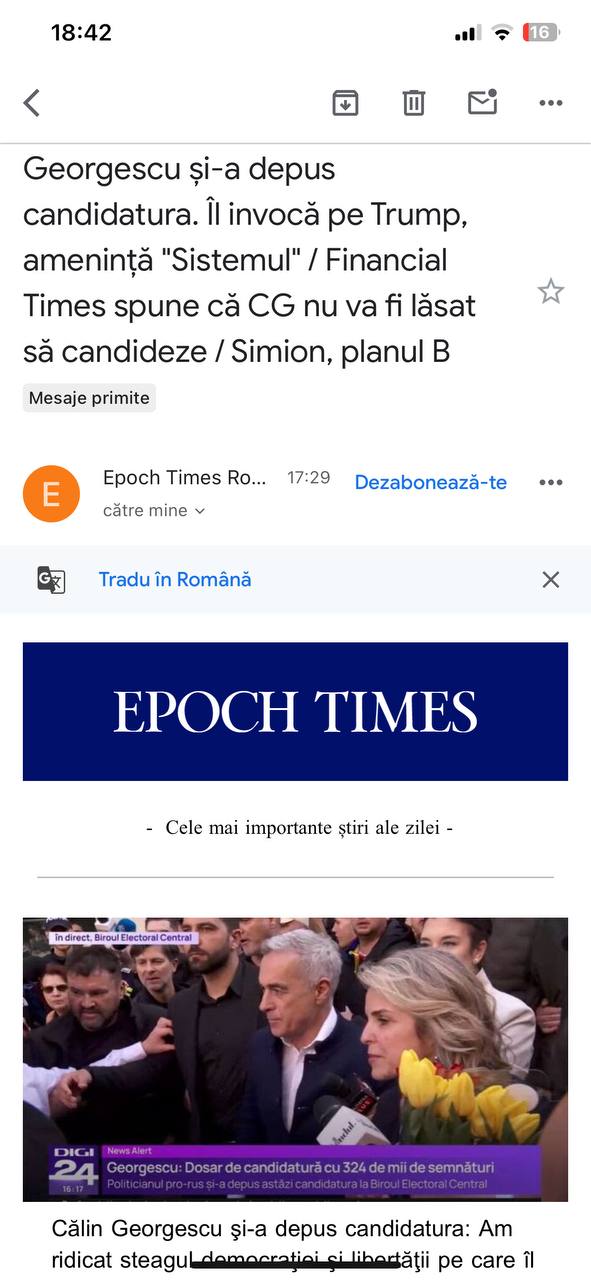 18:42
16
Georgescu și-a depus
candidatura. Îl invocă pe Trump,
amenință "Sistemul" / Financial
Times spune că CG nu va fi lăsat
să candideze / Simion, planul B
Mesaje primite
E
Epoch Times Ro... 17:29 Dezabonează-te
către mine
Tradu în Română
EPOCH TIMES
- Cele mai importante știri ale zilei -
în direct, Biroul Electoral Central
DIGI
24
16:17
News Alert
Georgescu: Dosar de candidatură cu 324 de mii de semnături
Politicianul pro-rus și-a depus astăzi candidatura la Biroul Electoral Central
Călin Georgescu şi-a depus candidatura: Am
ridicat steagul democraţiei şi libertăţii pe care îl